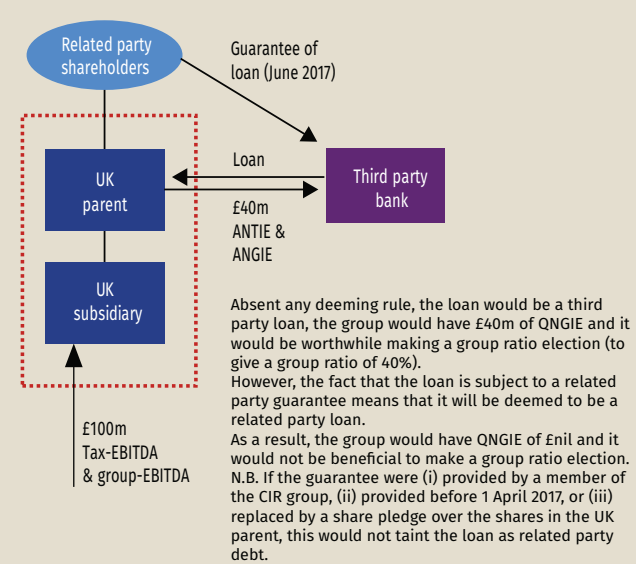 Related party
shareholders
Guarantee of
loan (June 2017)
UK
parent
Loan
Third party
bank
£40m
ANTIE &
ANGIE
UK
subsidiary
£100m
Tax-EBITDA
& group-EBITDA
Absent any deeming rule, the loan would be a third
party loan, the group would have £40m of QNGIE and it
would be worthwhile making a group ratio election (to
give a group ratio of 40%).
However, the fact that the loan is subject to a related
party guarantee means that it will be deemed to be a
related party loan.
As a result, the group would have QNGIE of £nil and it
would not be beneficial to make a group ratio election.
N.B. If the guarantee were (i) provided by a member of
the CIR group, (ii) provided before 1 April 2017, or (iii)
replaced by a share pledge over the shares in the UK
parent, this would not taint the loan as related party
debt.